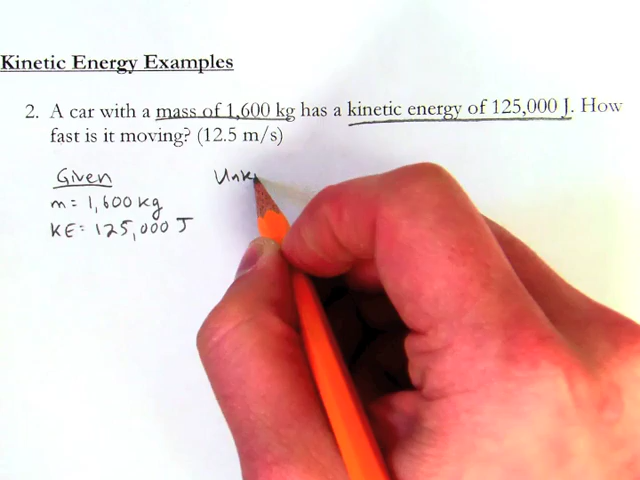 Kinetic Energy Examples
2. A car with a mass of 1,600 kg has a kinetic energy of 125,000 J. How
fast is it moving? (12.5 m/s)
Given Unk
m = 1,600 kg
KE = 125,000 J